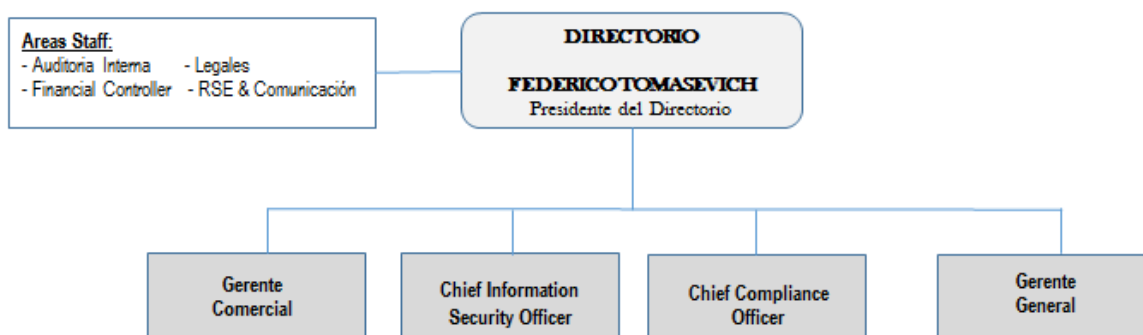 Areas Staff:
- Auditoria Interna - Legales
- Financial Controller - RSE & Comunicación
DIRECTORIO
FEDERICO TOMASEVICH
Presidente del Directorio
Gerente
Comercial
Chief Information
Security Officer
Chief Compliance
Officer
Gerente
General